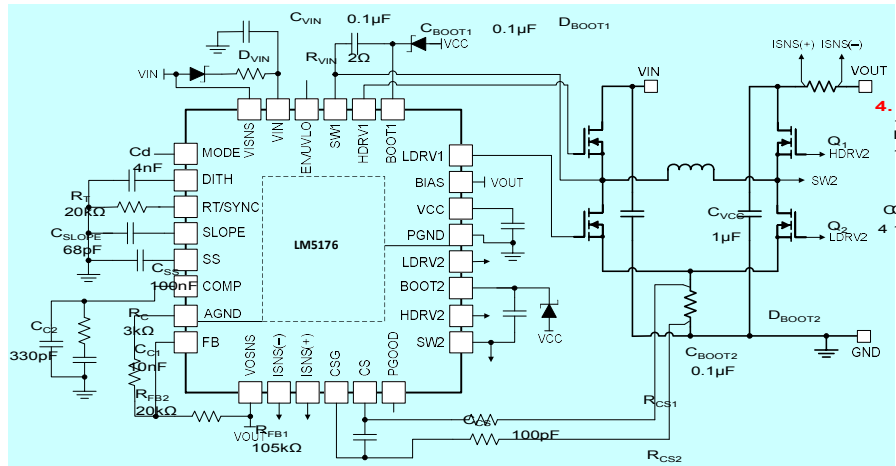 CVIN 0.1µF CBOOT1 0.1µF DBOOT1
ISNS(+) ISNS(–)
DVIN RVIN 2Ω VCC
VIN VIN VOUT
4.
VISNS VIN EN/UVLO SW1 HDRV1 BOOT1
Cd 4nF
MODE
DITH
RT/SYNC
SLOPE
SS
COMP
AGND
FB
RT 20kΩ
CSLOPE 68pF
CSS 100nF
RC 3kΩ
CC2 330pF
CC1 10nF
RFB2 20kΩ
LM5176
LDRV1
BIAS VOUT
VCC
PGND
LDRV2
BOOT2
HDRV2
SW2
VCC
Q1
HDRV2
SW2
CVCC 1µF
Q2
LDRV2
4
DBOOT2
GND
CBOOT2 0.1µF
VOSNS ISNS(–) ISNS(+) CSG CS PGOOD
VOUT
RFB1 105kΩ
CCS 100pF
RCS1
RCS2